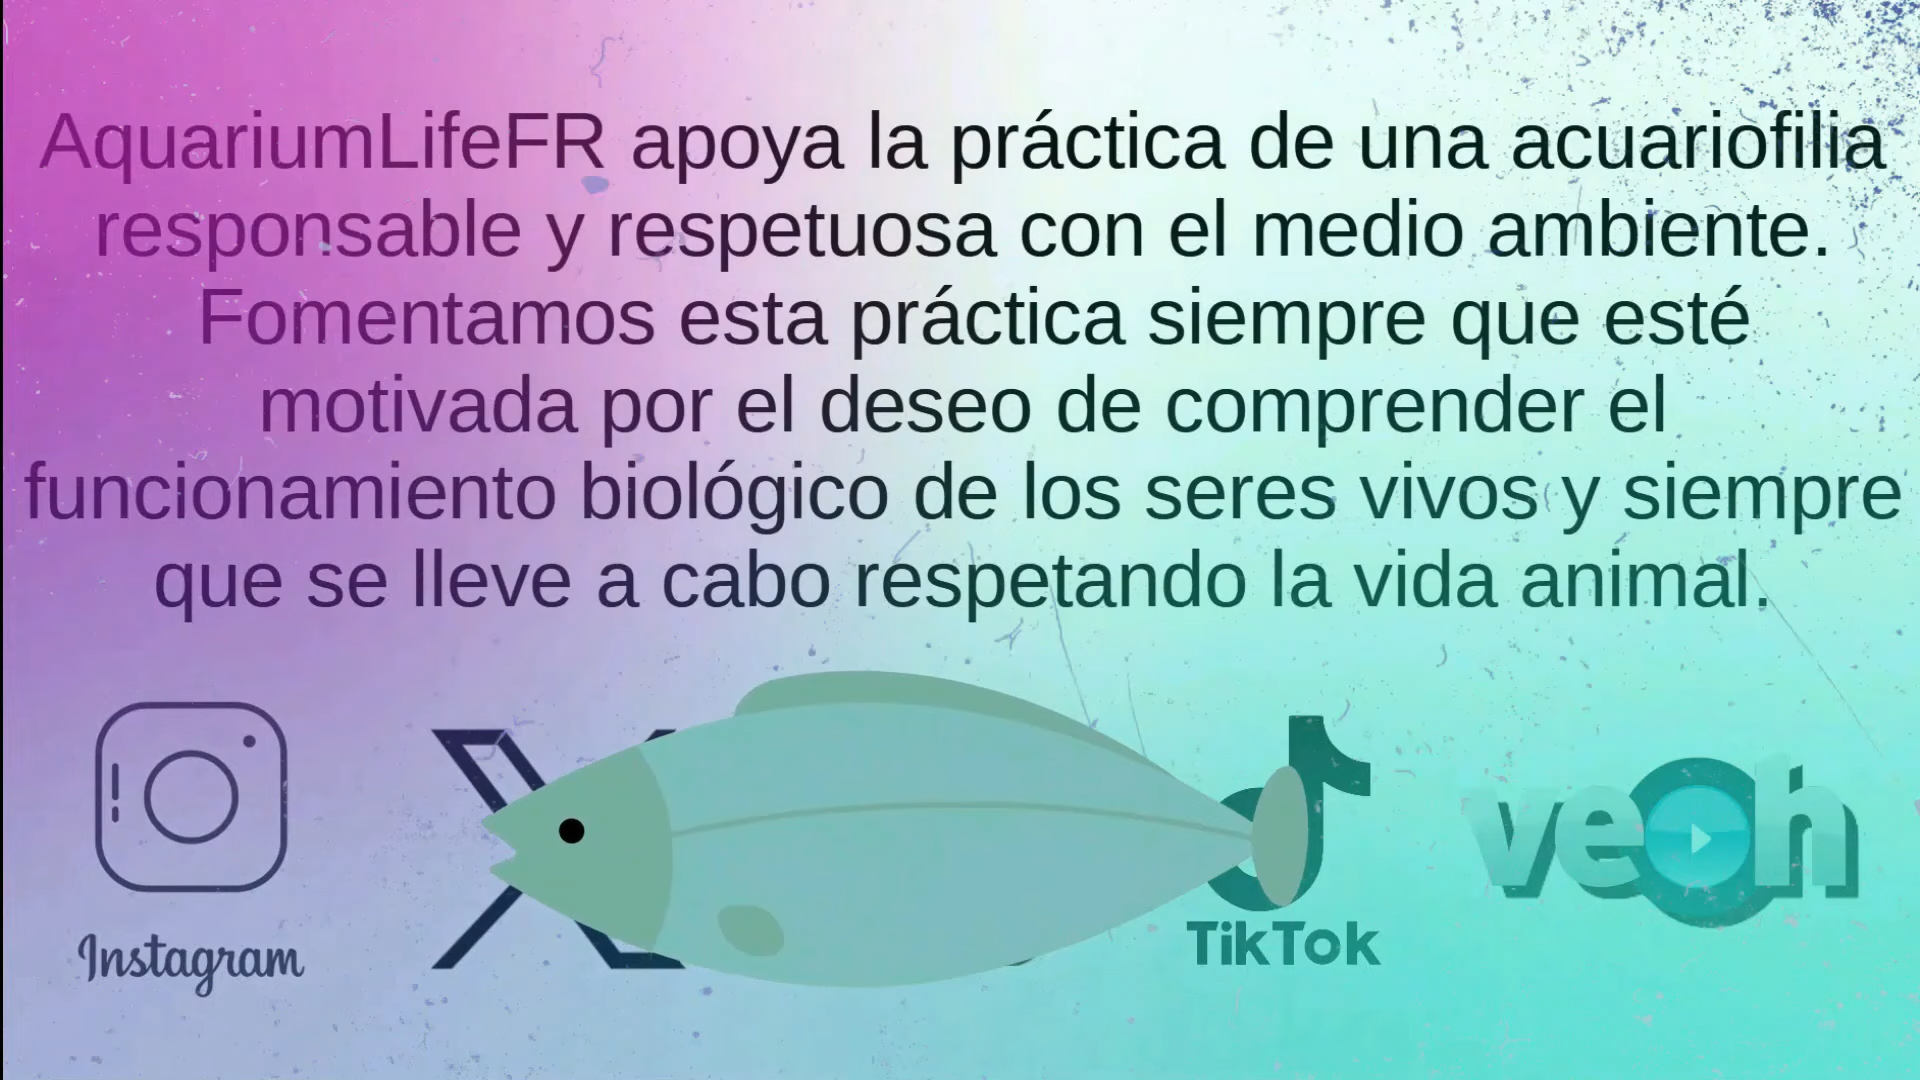 AquariumLifeFR apoya la práctica de una acuariofilia
responsable y respetuosa con el medio ambiente.
Fomentamos esta práctica siempre que esté
motivada por el deseo de comprender el
funcionamiento biológico de los seres vivos y siempre
que se lleve a cabo respetando la vida animal.
Instagram
X
TikTok
veoh